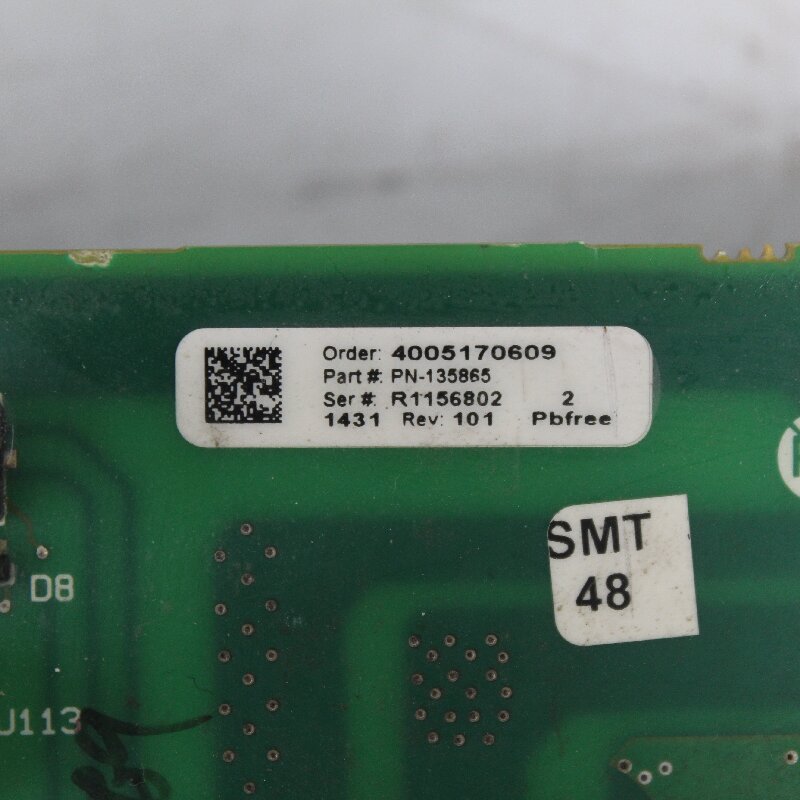 Order: 4005170609
Part #: PN-135865
Ser #: R1156802 2
1431 Rev: 101 Pbfree
SMT
48
D8
J113